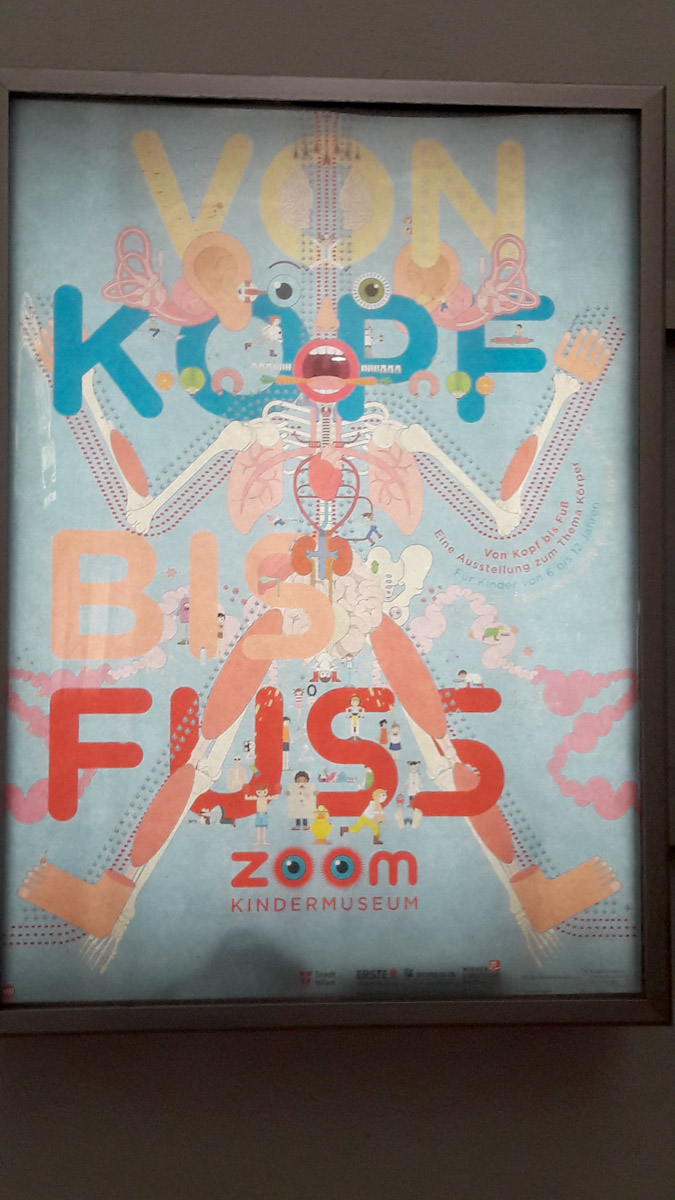 VON
KOPF
BIS
FUSS
Von Kopf bis Fuß
Eine Ausstellung zum Thema Körper
Für Kinder von 6 bis 12 Jahren
zoom
KINDERMUSEUM
ERSTE